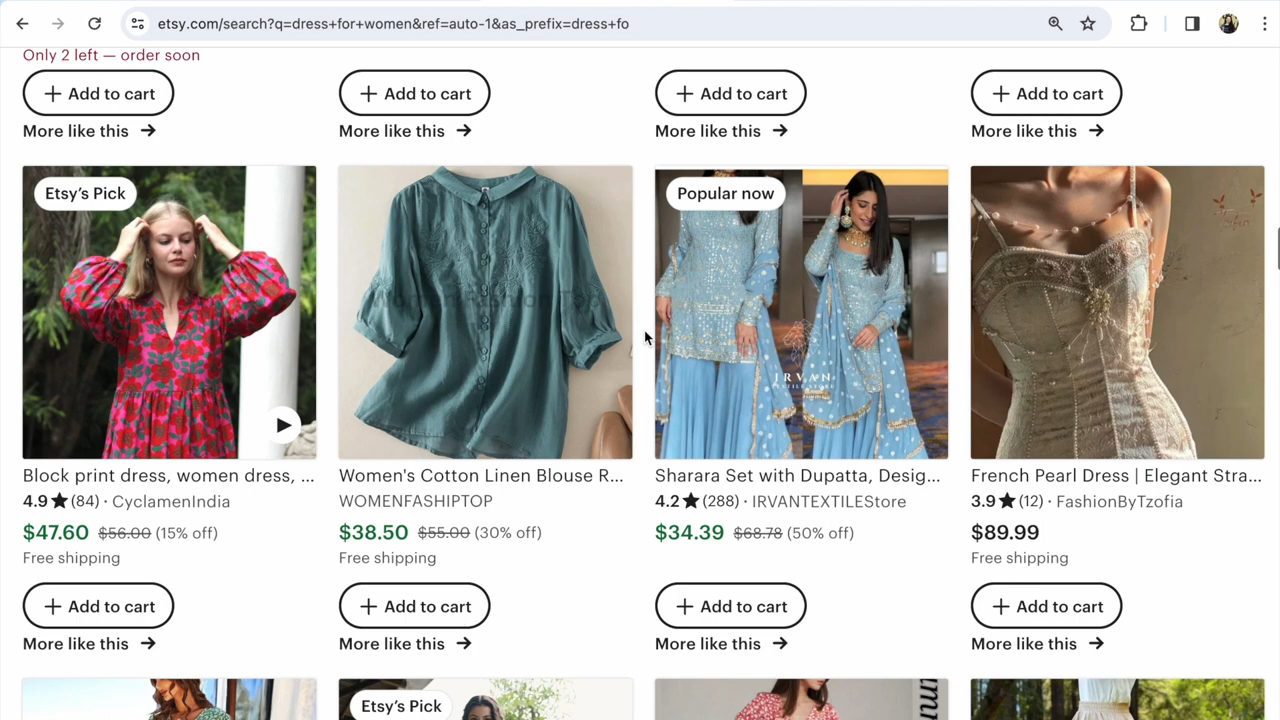 etsy.com/search?q=dress+for+women&ref=auto-1&as_prefix=dress+fo
Only 2 left — order soon
+ Add to cart
+ Add to cart
+ Add to cart
+ Add to cart
More like this →
More like this →
More like this →
More like this →
Etsy's Pick
Popular now
IRVAN
Block print dress, women dress, ...
4.9★ (84) · CyclamenIndia
$47.60 $56.00 (15% off)
Free shipping
+ Add to cart
More like this →
Women's Cotton Linen Blouse R...
WOMENFASHIPTOP
$38.50 $55.00 (30% off)
Free shipping
+ Add to cart
More like this →
Sharara Set with Dupatta, Desig...
4.2★ (288) · IRVANTEXTILEStore
$34.39 $68.78 (50% off)
+ Add to cart
More like this →
French Pearl Dress | Elegant Stra...
3.9★ (12) · FashionByTzofia
$89.99
Free shipping
+ Add to cart
More like this →
Etsy's Pick